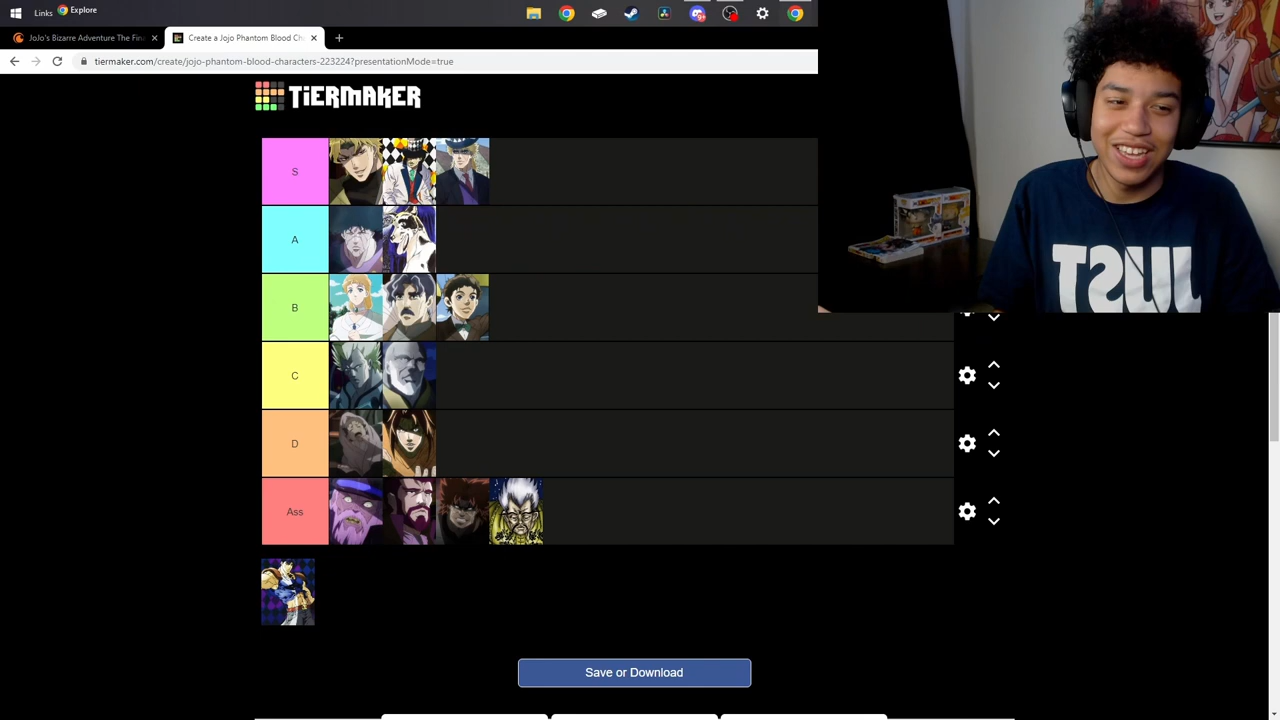 Links Explore
JoJo's Bizarre Adventure The Fin
Create a Jojo Phantom Blood Ch
tiermaker.com/create/jojo-phantom-blood-characters-223224?presentationMode=true
TiERMAKER
S
A
B
C
D
Ass
Save or Download
JUST